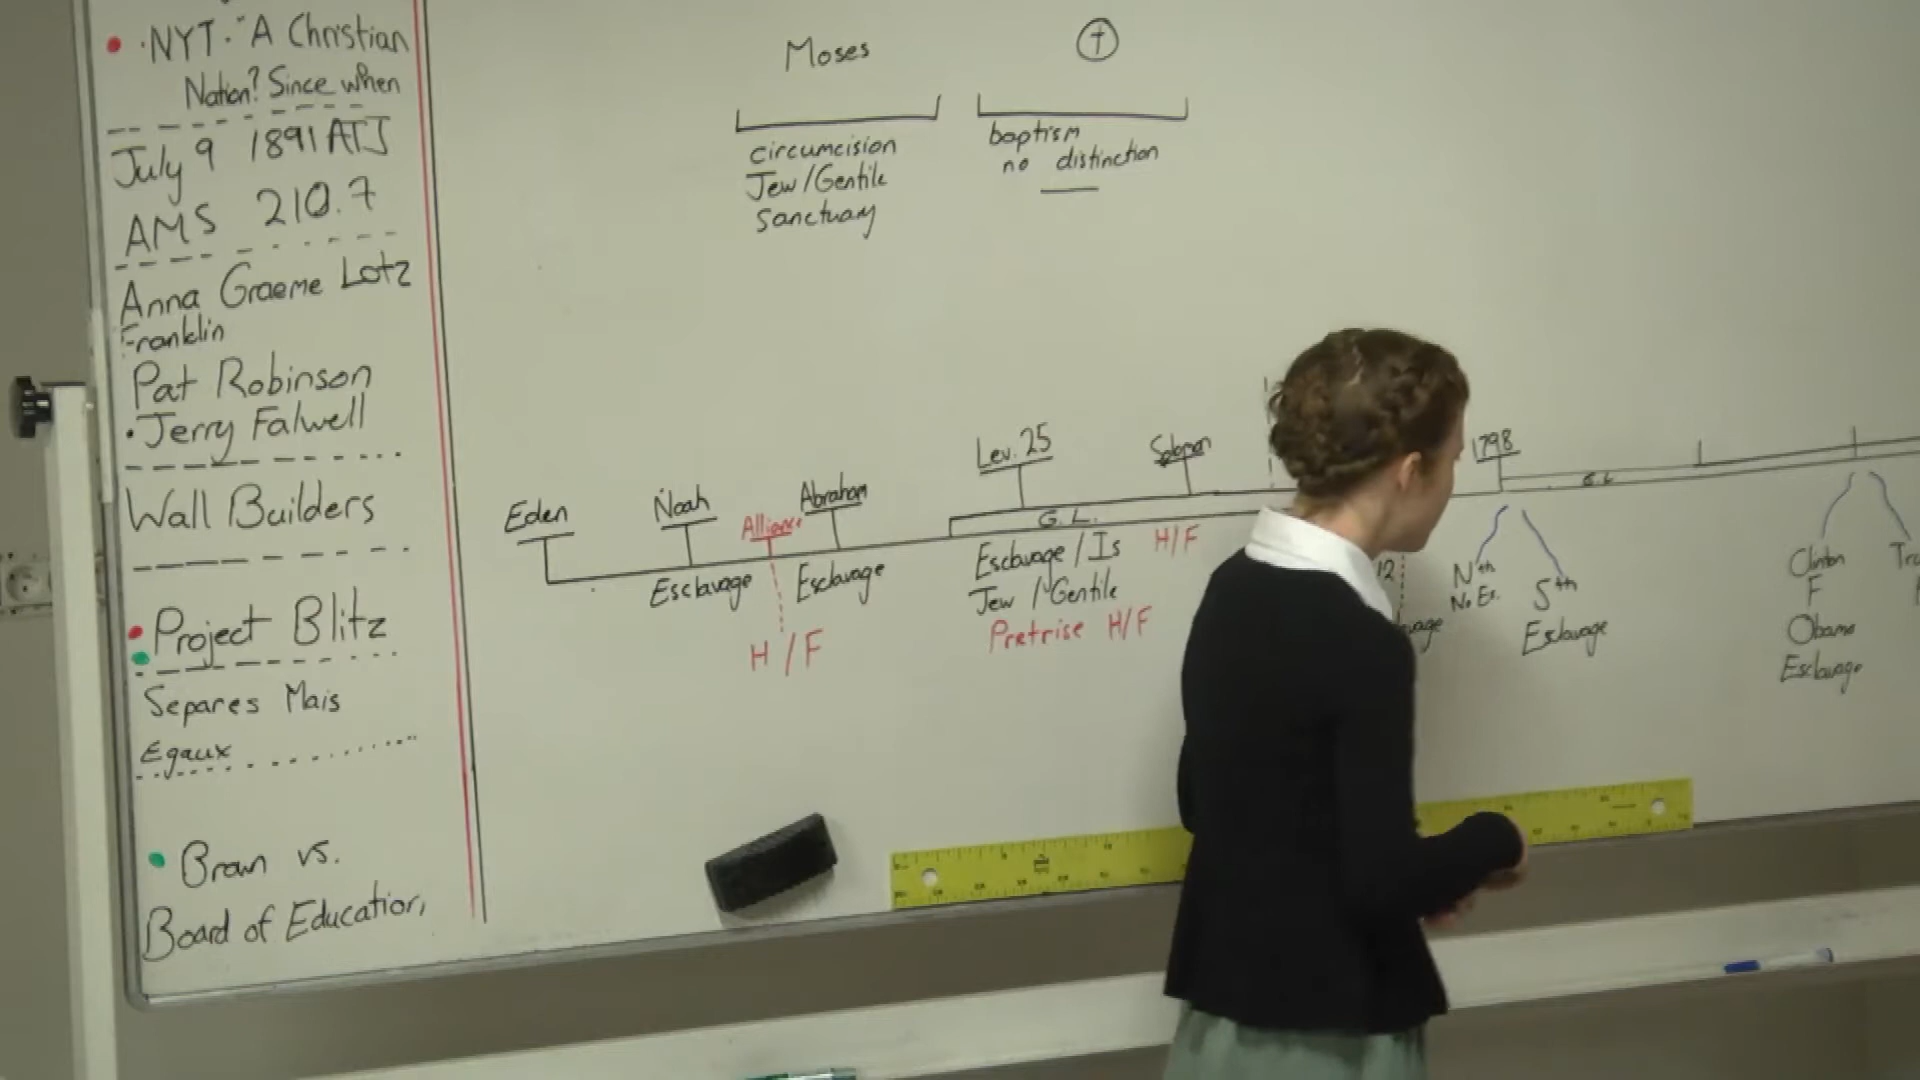 • NYT. "A Christian
Nation? Since when
July 9 1891 ATJ
AMS 210.7
Anna Graeme Lotz
Franklin
Pat Robinson
• Jerry Falwell
Wall Builders
• Project Blitz
Separes Mais
Egaux
• Brown vs.
Board of Education,
Moses
circumcision
Jew/Gentile
Sanctuary
baptism
no distinction
Eden
Noah
Alliance
Abraham
Lev. 25
Solomon
1798
G.L.
G.L.
Esclavage
Esclavage
H/F
Esclavage / Is
H/F
Jew / Gentile
Pretrise H/F
12
Nth
No Es.
Sth
Esclavage
Clinton
F
Obama
Esclavage